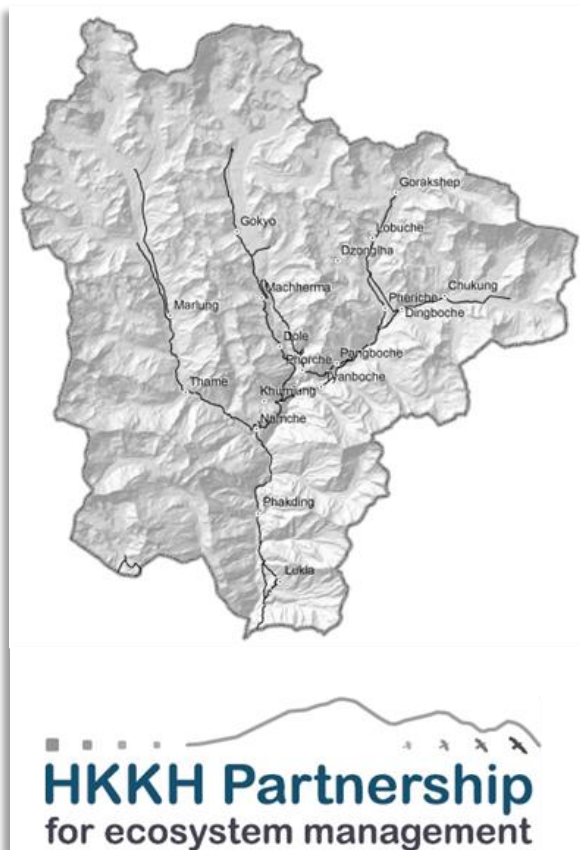 Gorakshep
Gokyo
Lobuche
Dzonglha
Machherma
Pheriche
Chukung
Marlung
Dingboche
Dole
Phorche
Pangboche
Thame
Tyanboche
Khumjung
Namche
Phakding
Lukla
HKKH Partnership
for ecosystem management